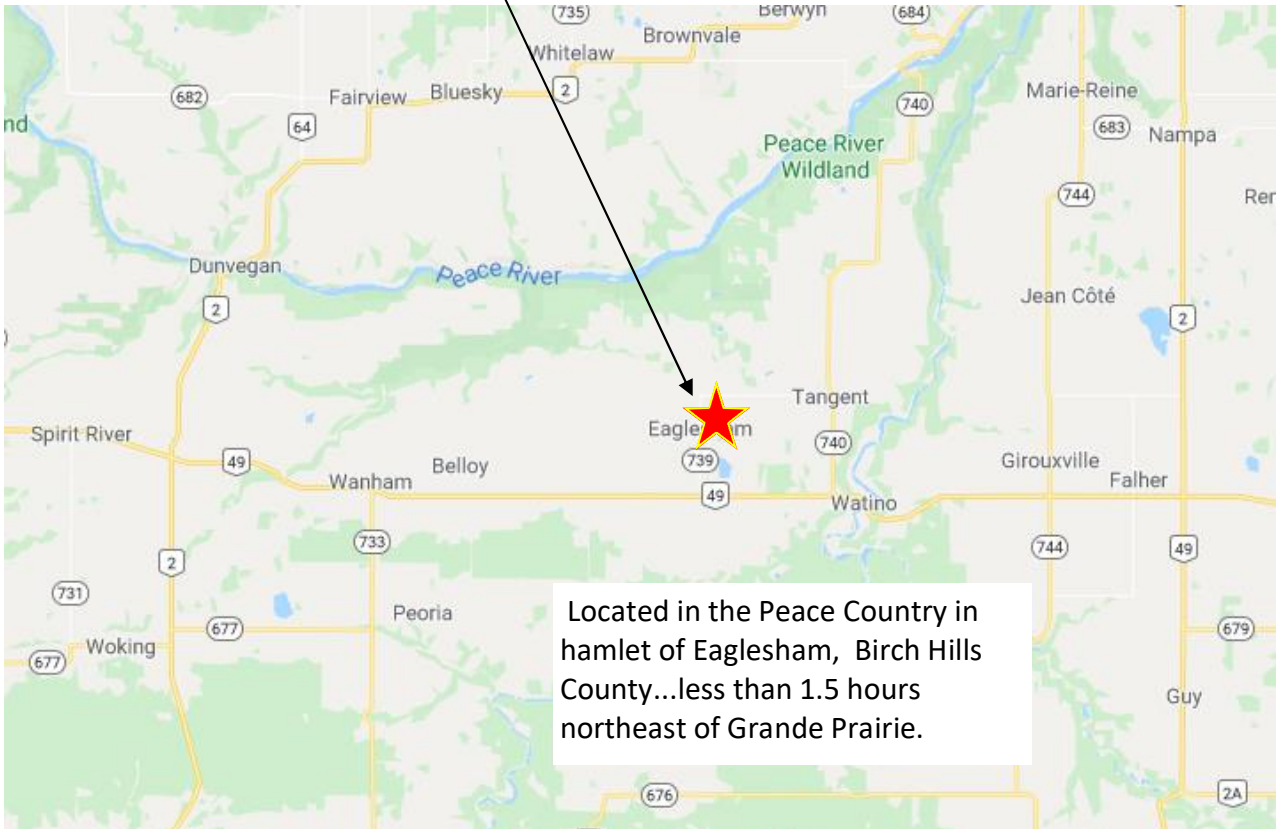 735
Berwyn
684
Brownvale
Whitelaw
682
Fairview
Bluesky
2
64
740
Marie-Reine
683
Nampa
nd
Peace River
Wildland
744
Rer
Dunvegan
Peace River
2
Jean Côté
2
Tangent
Spirit River
Eagle m
740
49
Belloy
739
Girouxville
Falher
Wanham
49
Watino
733
744
49
2
731
Peoria
677
Woking
677
679
Guy
Located in the Peace Country in
hamlet of Eaglesham, Birch Hills
County...less than 1.5 hours
northeast of Grande Prairie.
676
2A